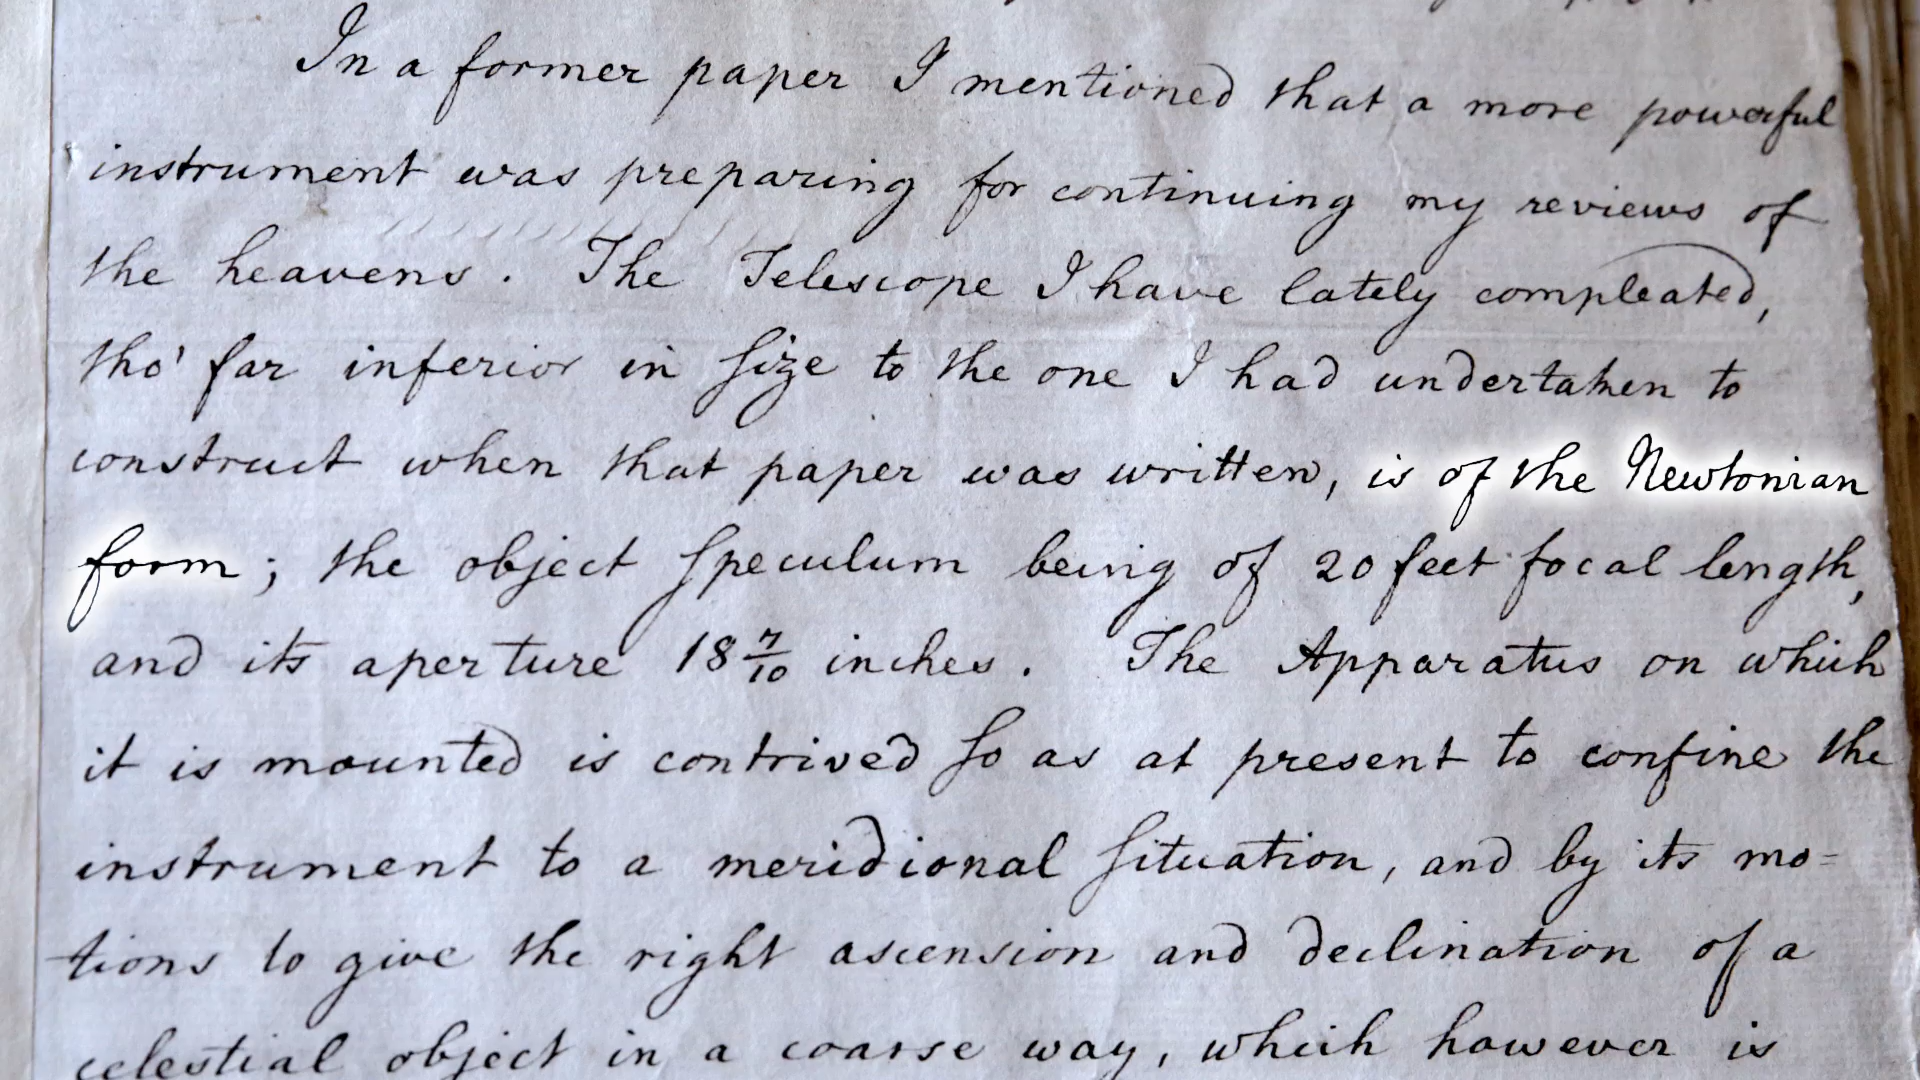 In a former paper I mentioned that a more powerful
instrument was preparing for continuing my reviews of
the heavens. The Telescope I have lately compleated,
tho' far inferior in size to the one I had undertaken to
construct when that paper was written, is of the Newtonian
form; the object speculum being of 20 feet focal length,
and its aperture 18 7/10 inches. The Apparatus on which
it is mounted is contrived so as at present to confine the
instrument to a meridional situation, and by its mo=
tions to give the right ascension and declination of a
celestial object in a coarse way, which however is